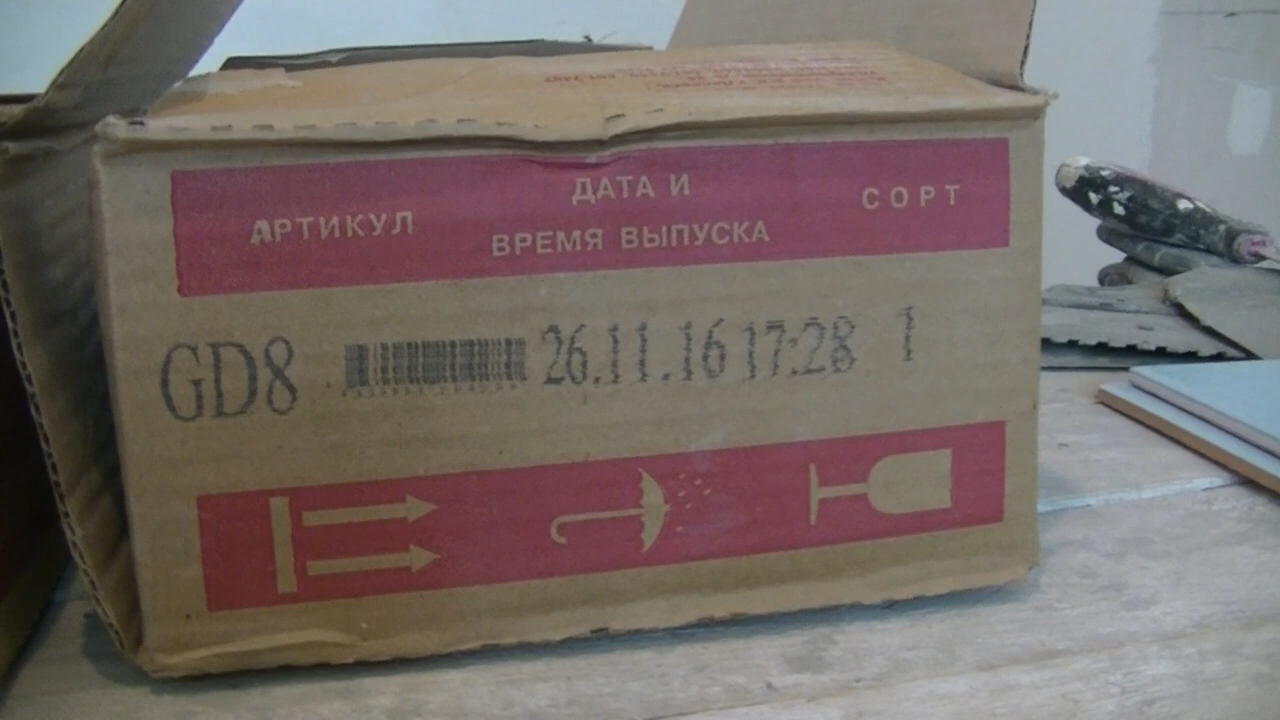 АРТИКУЛ
ДАТА И
ВРЕМЯ ВЫПУСКА
СОРТ
GD8 26.11.16 17:28 1